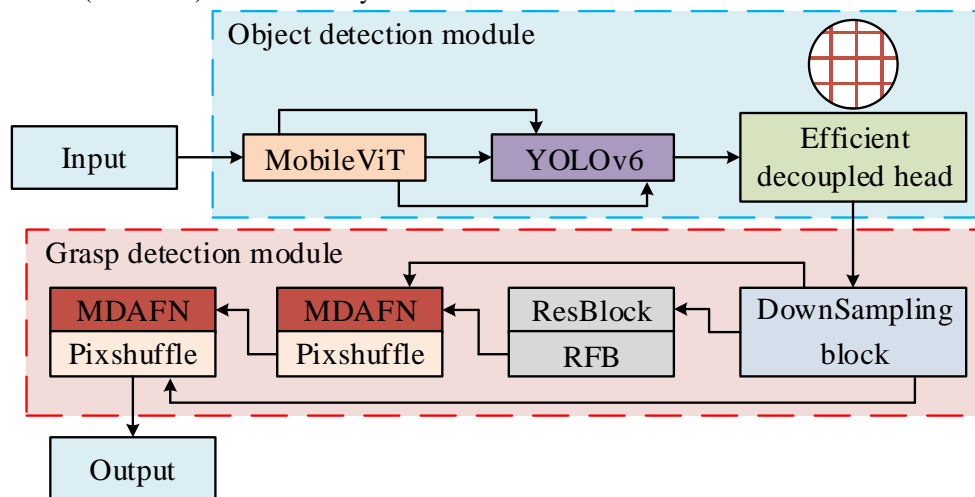 Object detection module
Input
MobileViT
YOLOv6
Efficient
decoupled head
Grasp detection module
MDAFN
Pixshuffle
MDAFN
Pixshuffle
ResBlock
RFB
DownSampling
block
Output